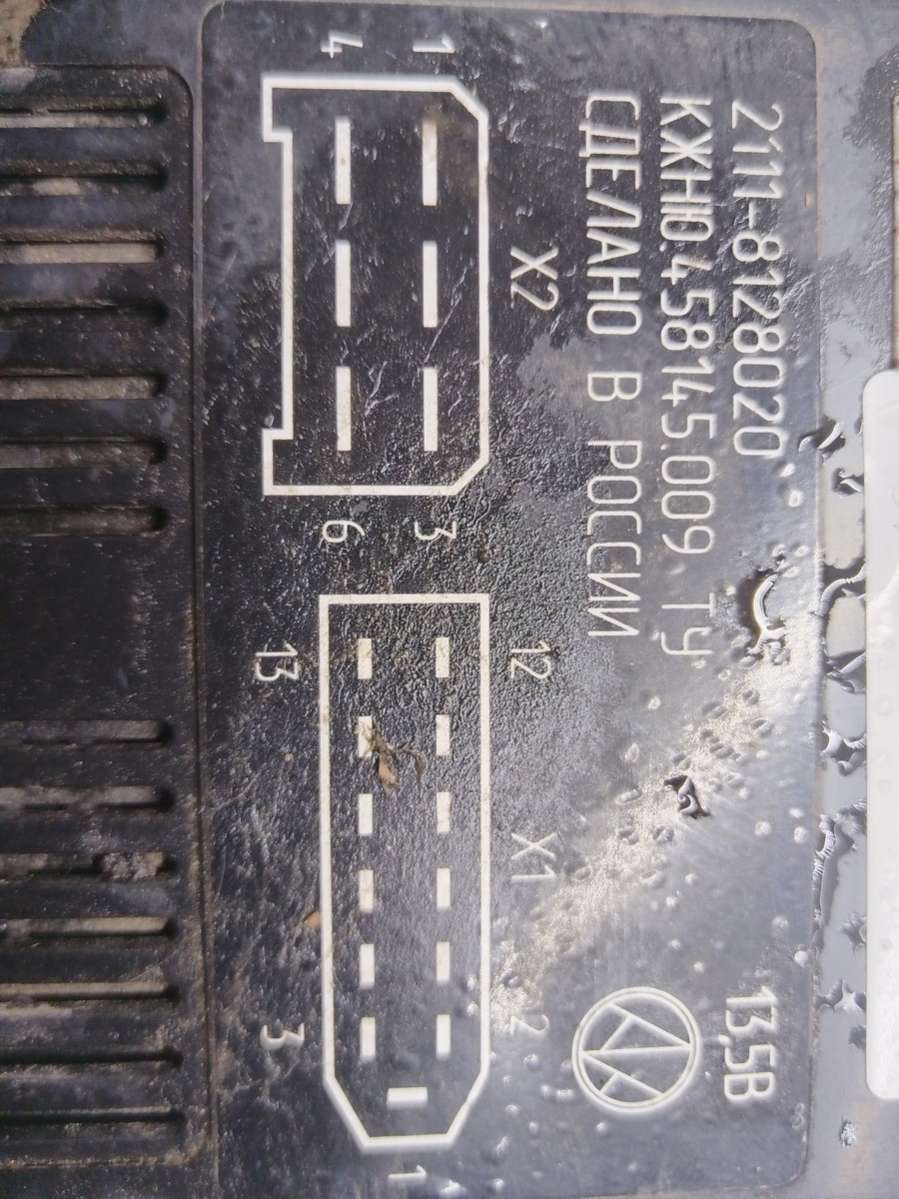 2111-8128020
13,5В
КЖНЮ.458145.009 ТУ
СДЕЛАНО В РОССИИ
X2
X1
1
3
12
2
4
6
13
3
1